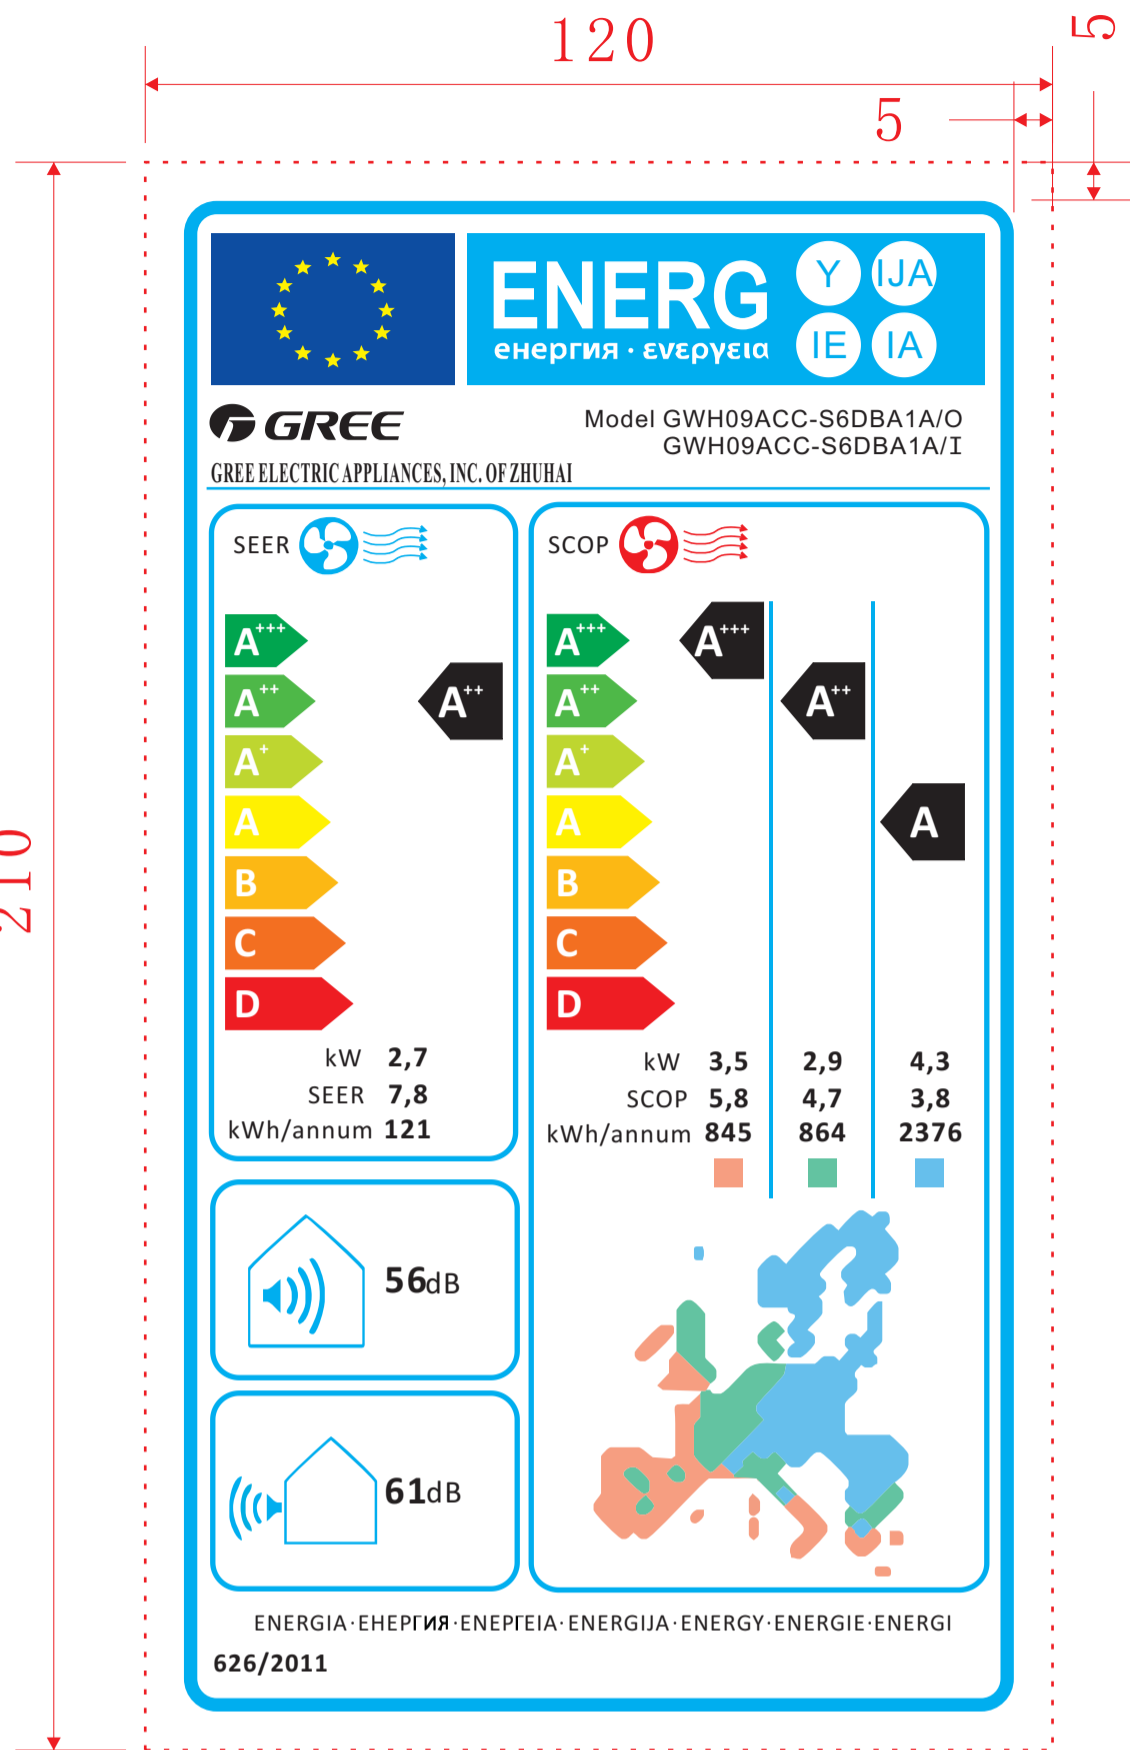 120
5
5
210
ENERG
енергия · ενεργεια
Y
IJA
IE
IA
GREE
Model GWH09ACC-S6DBA1A/O
GWH09ACC-S6DBA1A/I
GREE ELECTRIC APPLIANCES, INC. OF ZHUHAI
SEER
A+++
A++
A+
A
B
C
D
A++
kW 2,7
SEER 7,8
kWh/annum 121
SCOP
A+++
A++
A+
A
B
C
D
A+++
A++
A
kW 3,5 2,9 4,3
SCOP 5,8 4,7 3,8
kWh/annum 845 864 2376
56dB
61dB
ENERGIA·ЕНЕРГИЯ·ΕΝΕΡΓΕΙΑ·ENERGIJA·ENERGY·ENERGIE·ENERGI
626/2011